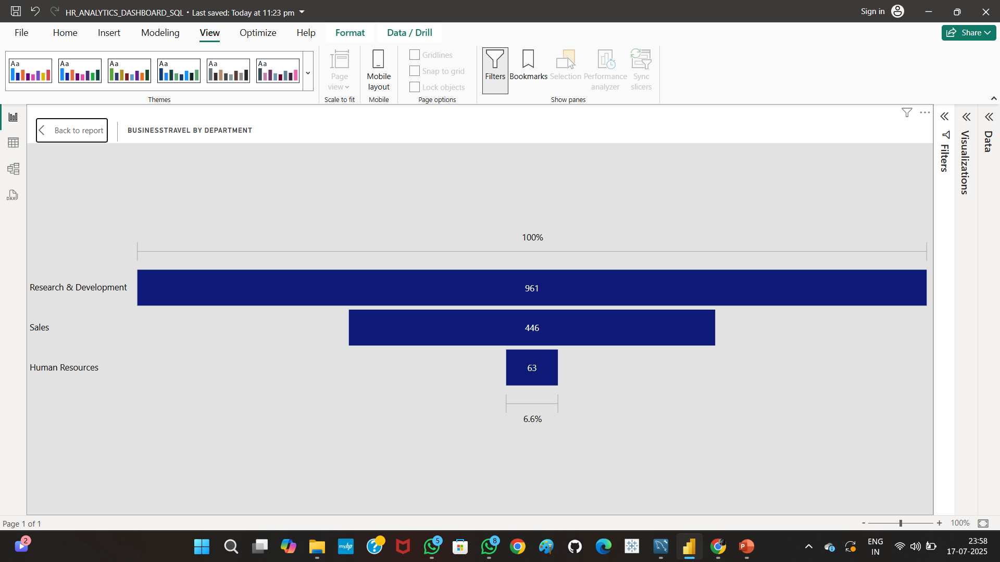 HR_ANALYTICS_DASHBOARD_SQL • Last saved: Today at 11:23 pm
Sign in
File Home Insert Modeling View Optimize Help Format Data / Drill
Share
Aa Aa Aa Aa Aa Aa
Themes
Page view
Scale to fit
Mobile layout
Mobile
Gridlines
Snap to grid
Lock objects
Page options
Filters
Bookmarks
Selection
Performance analyzer
Sync slicers
Show panes
DAX
Back to report
BUSINESSTRAVEL BY DEPARTMENT
Filters
Visualizations
Data
100%
Research & Development 961
Sales 446
Human Resources 63
6.6%
Page 1 of 1
- + 100%
2
myhp
5
8
P
ENG
IN
23:58
17-07-2025